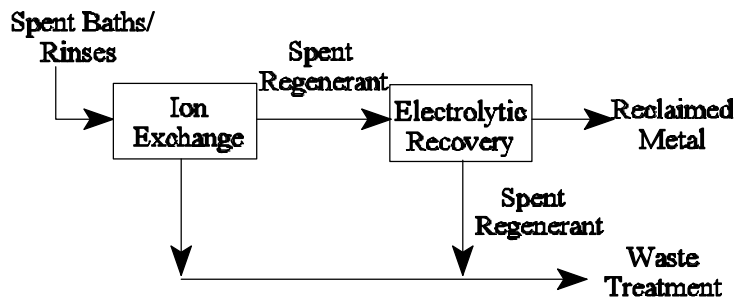 Spent Baths/
Rinses
Spent
Regenerant
Ion
Exchange
Electrolytic
Recovery
Reclaimed
Metal
Spent
Regenerant
Waste
Treatment